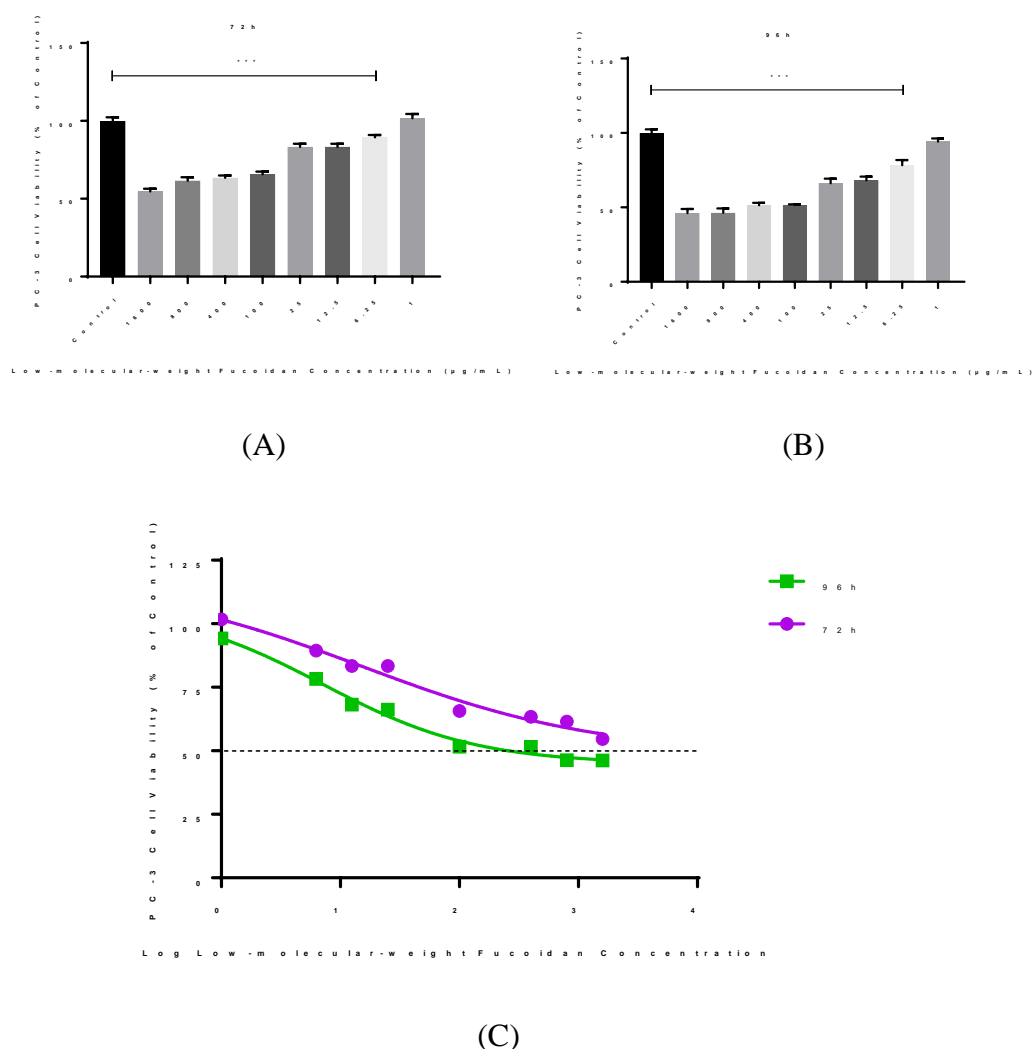 72h
PC-3 Cell Viability (% of Control)
150
100
50
0
***
Control
1600
800
400
100
25
12.5
6.25
1
Low-molecular-weight Fucoidan Concentration (µg/mL)
(A)
96h
PC-3 Cell Viability (% of Control)
150
100
50
0
***
Control
1600
800
400
100
25
12.5
6.25
1
Low-molecular-weight Fucoidan Concentration (µg/mL)
(B)
PC-3 Cell Viability (% of Control)
125
100
75
50
25
0
0 1 2 3 4
96h
72h
Log Low-molecular-weight Fucoidan Concentration
(C)